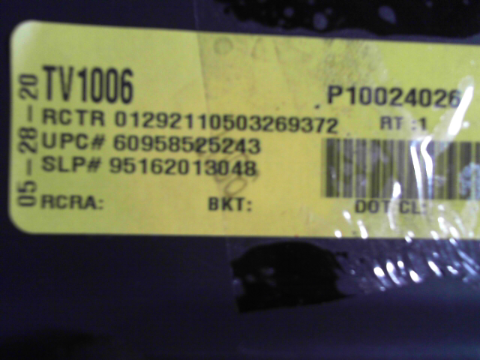 05-28-20
TV1006
P10024026
RCTR 01292110503269372
RT:1
UPC# 60958525243
SLP# 95162013048
RCRA:
BKT:
DOT CL: